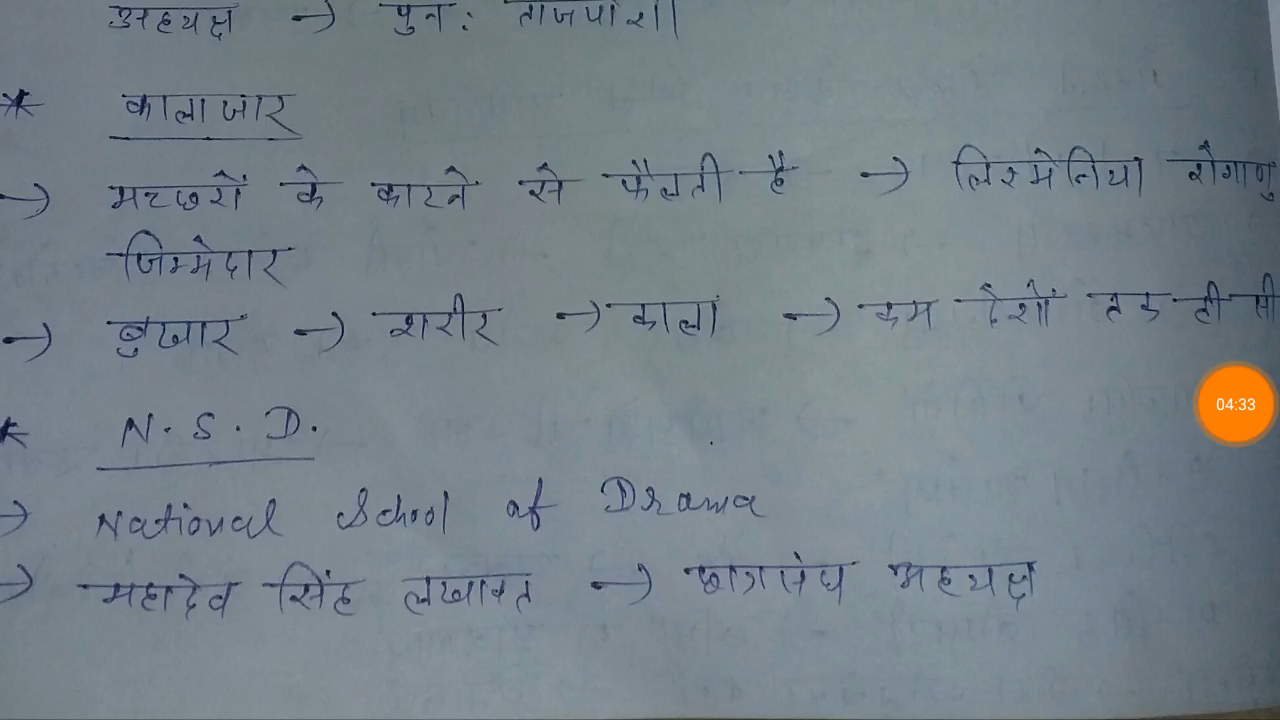 अध्यक्ष → पुन: ताजपोशी
* कालाजार
→ मच्छरों के काटने से फैलती है → लिश्मेनिया रोगाणु
जिम्मेदार
→ बुखार → शरीर → काला → कम देशों तक ही सी
04:33
* N.S.D.
→ National School of Drama
→ महादेव सिंह लखावत → छात्रसंघ अध्यक्ष